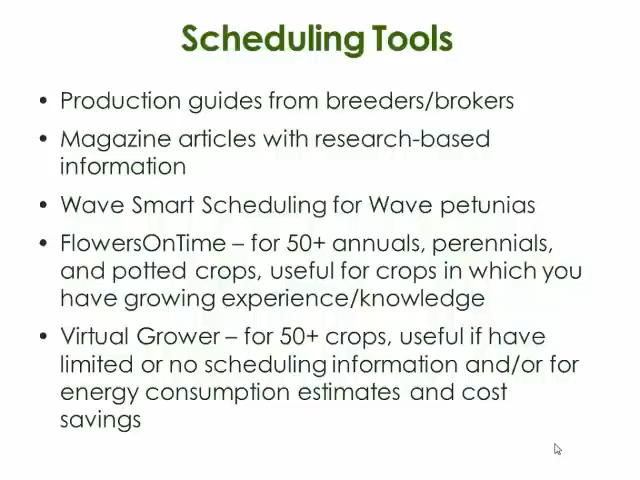 Scheduling Tools
• Production guides from breeders/brokers
• Magazine articles with research-based
information
• Wave Smart Scheduling for Wave petunias
• FlowersOnTime – for 50+ annuals, perennials,
and potted crops, useful for crops in which you
have growing experience/knowledge
• Virtual Grower – for 50+ crops, useful if have
limited or no scheduling information and/or for
energy consumption estimates and cost
savings